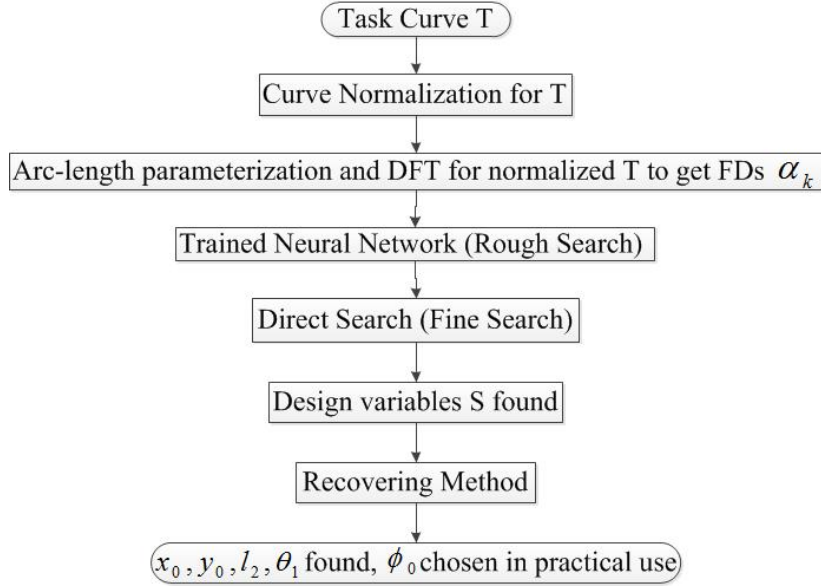 Task Curve T
Curve Normalization for T
Arc-length parameterization and DFT for normalized T to get FDs α_k
Trained Neural Network (Rough Search)
Direct Search (Fine Search)
Design variables S found
Recovering Method
x_0, y_0, l_2, θ_1 found, ϕ_0 chosen in practical use